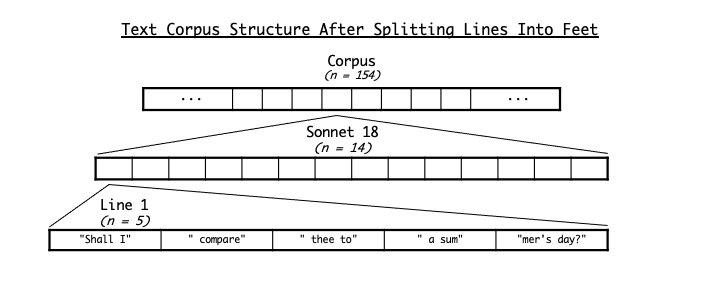 Text Corpus Structure After Splitting Lines Into Feet
Corpus
(n = 154)
... ...
Sonnet 18
(n = 14)
Line 1
(n = 5)
"Shall I" " compare" " thee to" " a sum" "mer's day?"